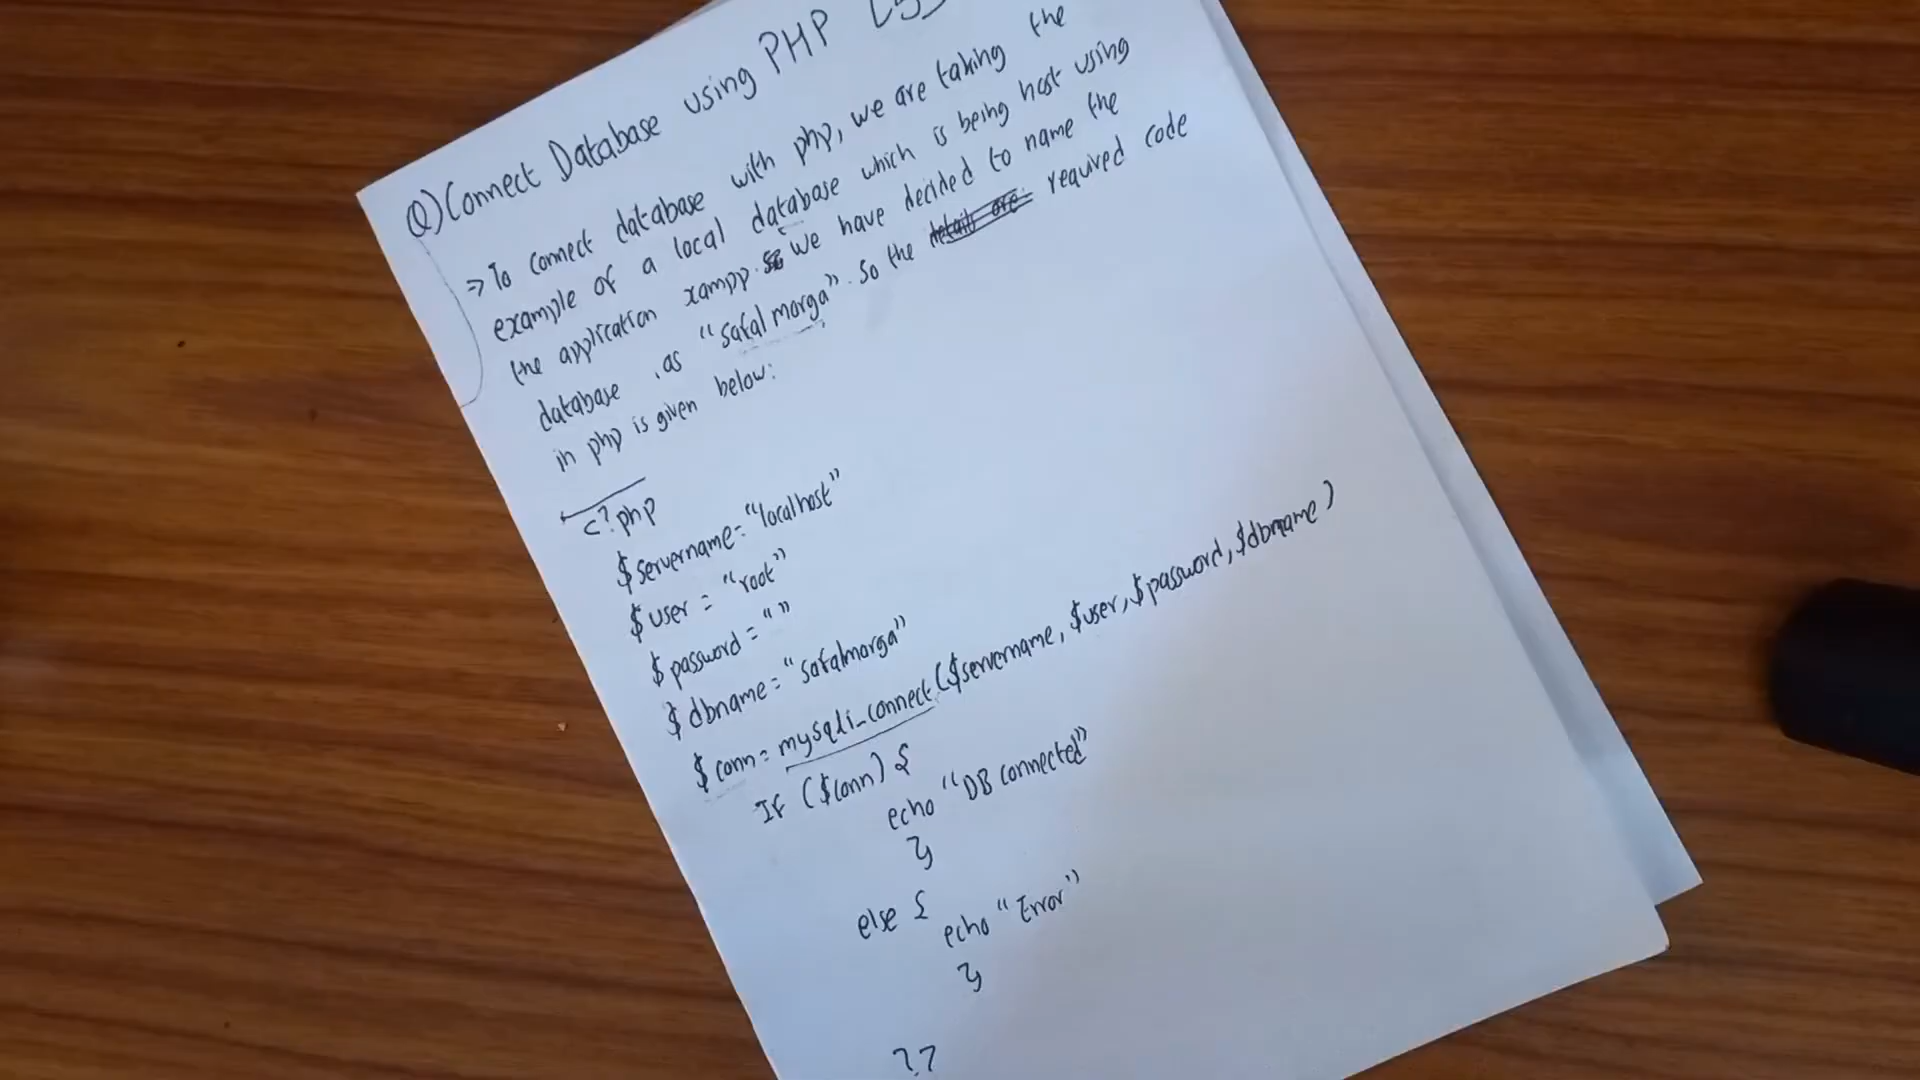 Q) Connect Database using PHP [5]
⇒ To connect database with php, we are taking the
example of a local database which is being host using
the application xampp. We have decided to name the
database as "safal marga". So the required code
in php is given below:
<?php
$servername = "localhost"
$user = "root"
$password = " "
$dbname = "safalmarga"
$conn = mysqli_connect($servername, $user, $password, $dbname)
If ($conn) {
echo "DB connected"
}
else {
echo "Error"
}